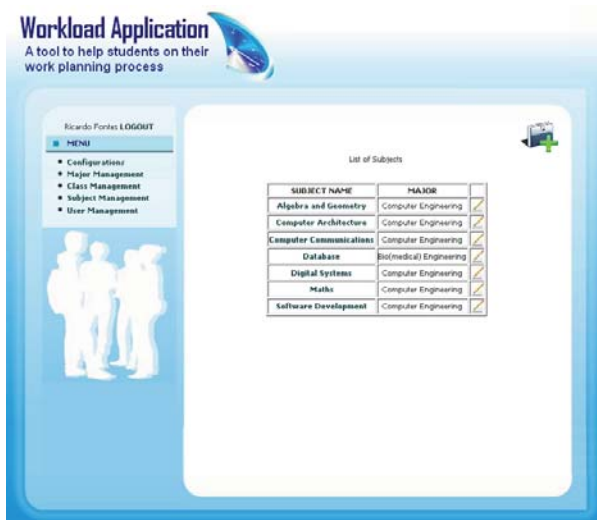 Workload Application
A tool to help students on their
work planning process
Ricardo Fontes LOGOUT
MENU
Configurations
Major Management
Class Management
Subject Management
User Management
List of Subjects
SUBJECT NAME MAJOR
Algebra and Geometry Computer Engineering
Computer Architecture Computer Engineering
Computer Communications Computer Engineering
Database Bio(medical) Engineering
Digital Systems Computer Engineering
Maths Computer Engineering
Software Development Computer Engineering